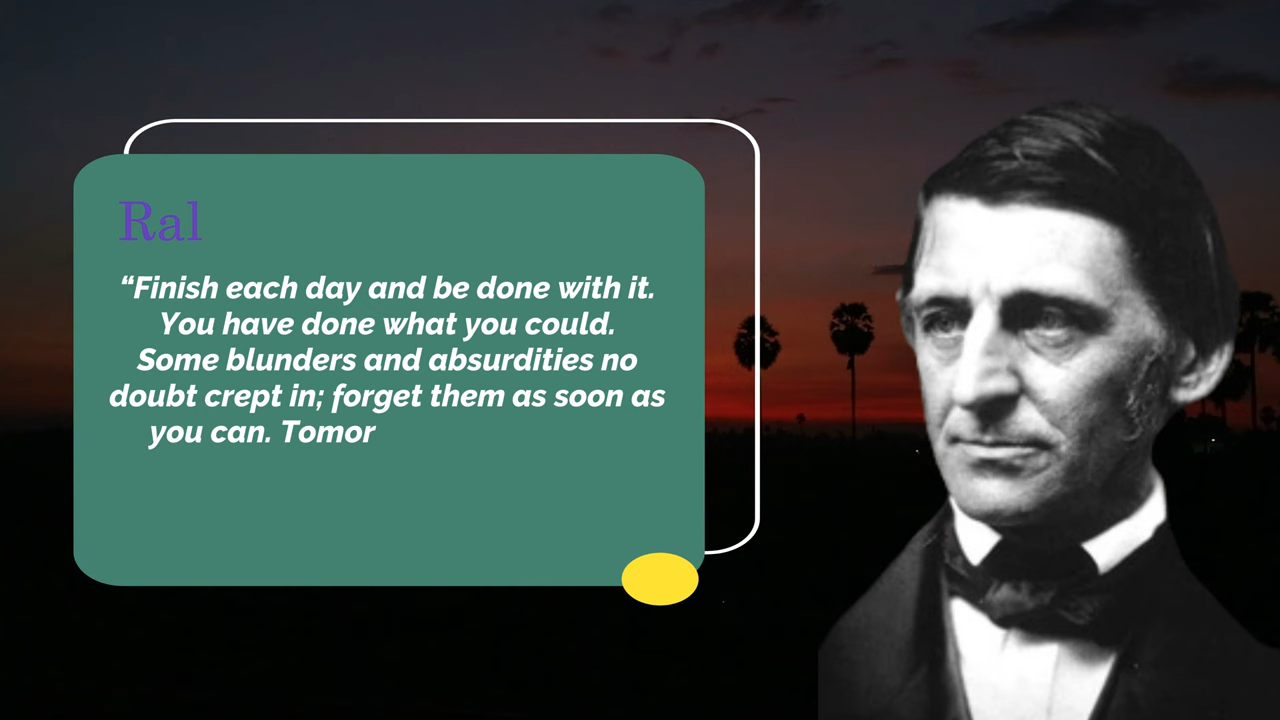 Ral
“Finish each day and be done with it.
You have done what you could.
Some blunders and absurdities no
doubt crept in; forget them as soon as
you can. Tomor